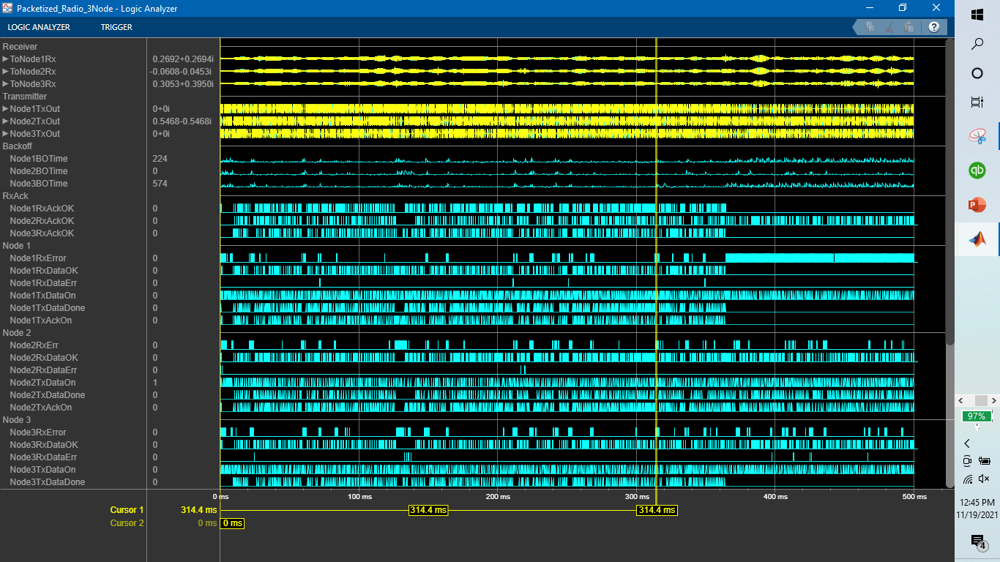 Packetized_Radio_3Node - Logic Analyzer
LOGIC ANALYZER TRIGGER
?
Receiver
ToNode1Rx 0.2692+0.2694i
ToNode2Rx -0.0608-0.0453i
ToNode3Rx 0.3053+0.3950i
Transmitter
Node1TxOut 0+0i
Node2TxOut 0.5468-0.5468i
Node3TxOut 0+0i
Backoff
Node1BOTime 224
Node2BOTime 0
Node3BOTime 574
RxAck
Node1RxAckOK 0
Node2RxAckOK 0
Node3RxAckOK 0
Node 1
Node1RxError 0
Node1RxDataOK 0
Node1RxDataErr 0
Node1TxDataOn 0
Node1TxDataDone 0
Node1TxAckOn 0
Node 2
Node2RxErr 0
Node2RxDataOK 0
Node2RxDataErr 0
Node2TxDataOn 1
Node2TxDataDone 0
Node2TxAckOn 0
Node 3
Node3RxError 0
Node3RxDataOK 0
Node3RxDataErr 0
Node3TxDataOn 0
Node3TxDataDone 0
0 ms 100 ms 200 ms 300 ms 400 ms 500 ms
Cursor 1 314.4 ms 314.4 ms 314.4 ms
Cursor 2 0 ms 0 ms
qb
P
97%
12:45 PM
11/19/2021
4